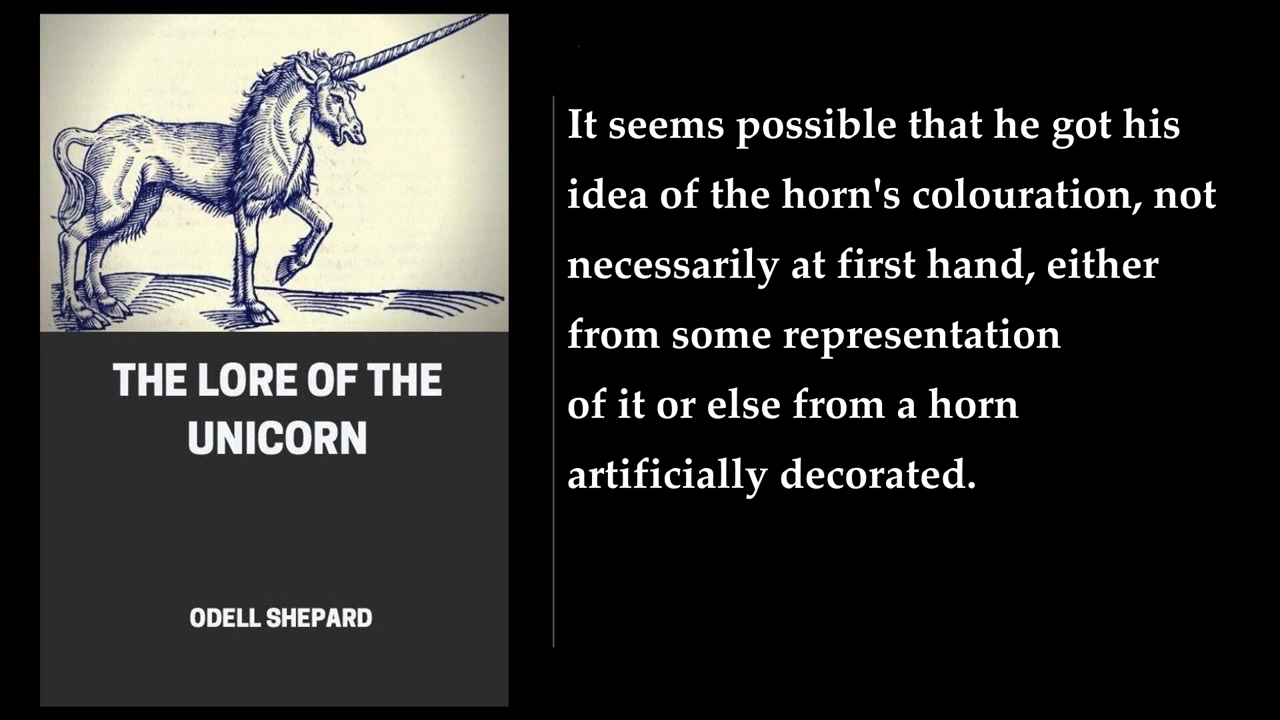 THE LORE OF THE
UNICORN
ODELL SHEPARD
It seems possible that he got his
idea of the horn's colouration, not
necessarily at first hand, either
from some representation
of it or else from a horn
artificially decorated.